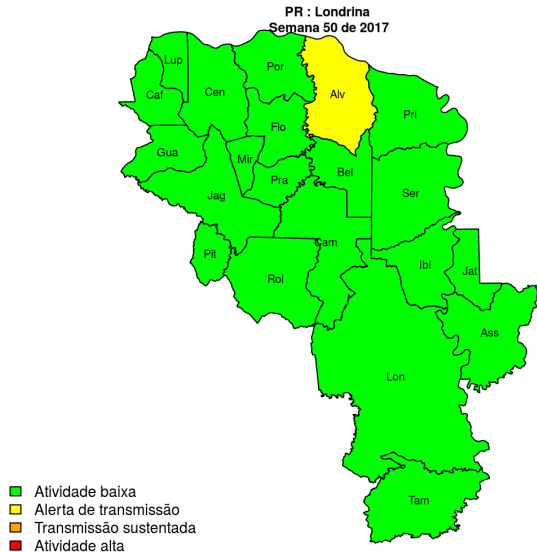 PR : Londrina
Semana 50 de 2017
Lup
Por
Caf
Cen
Alv
Pri
Flo
Gua
Mir
Bel
Pra
Jag
Ser
Cam
Pit
Ibi
Jat
Rol
Ass
Lon
Tam
Atividade baixa
Alerta de transmissão
Transmissão sustentada
Atividade alta